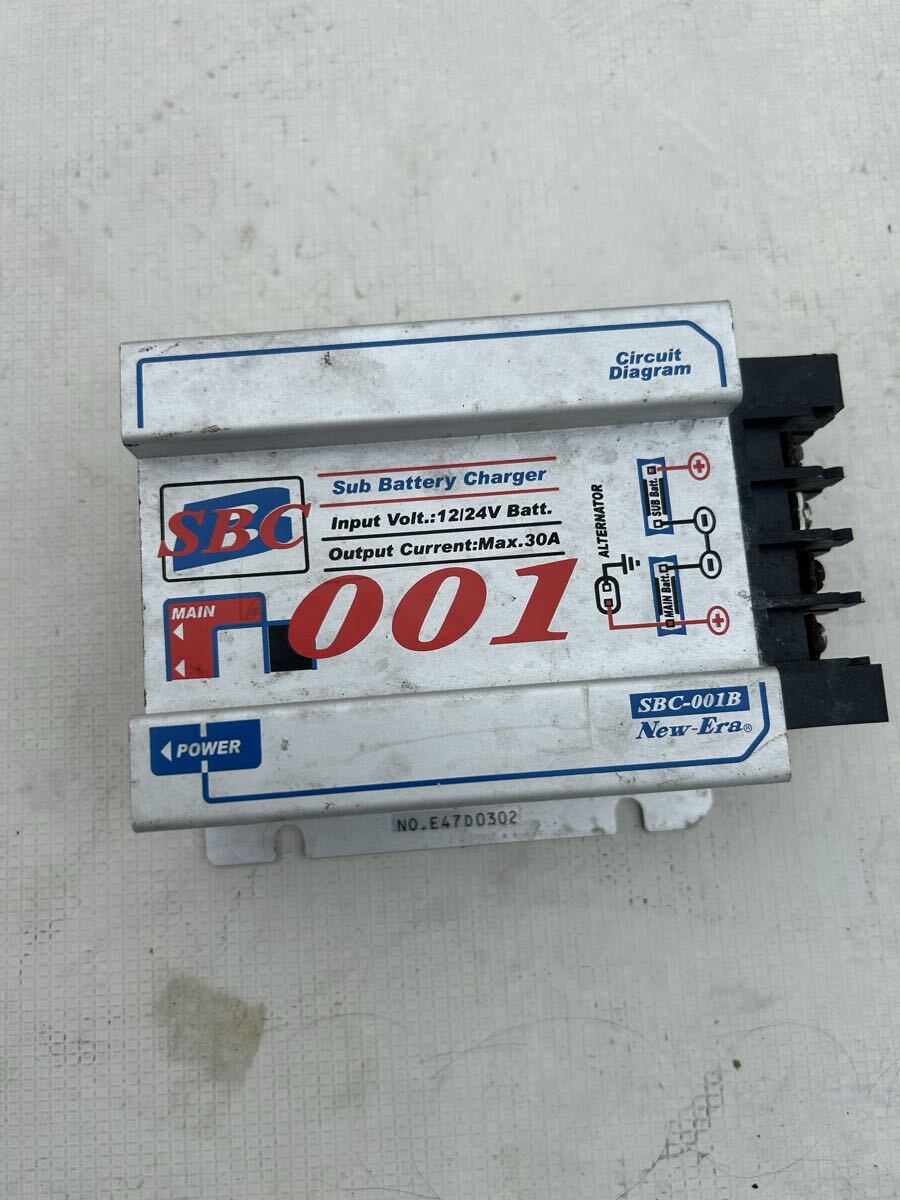 Circuit
Diagram
SBC
Sub Battery Charger
Input Volt.:12/24V Batt.
Output Current:Max.30A
ALTERNATOR
SUB Batt.
+
−
MAIN Batt.
−
+
MAIN
001
POWER
SBC-001B
New-Era®
NO.E47D0302